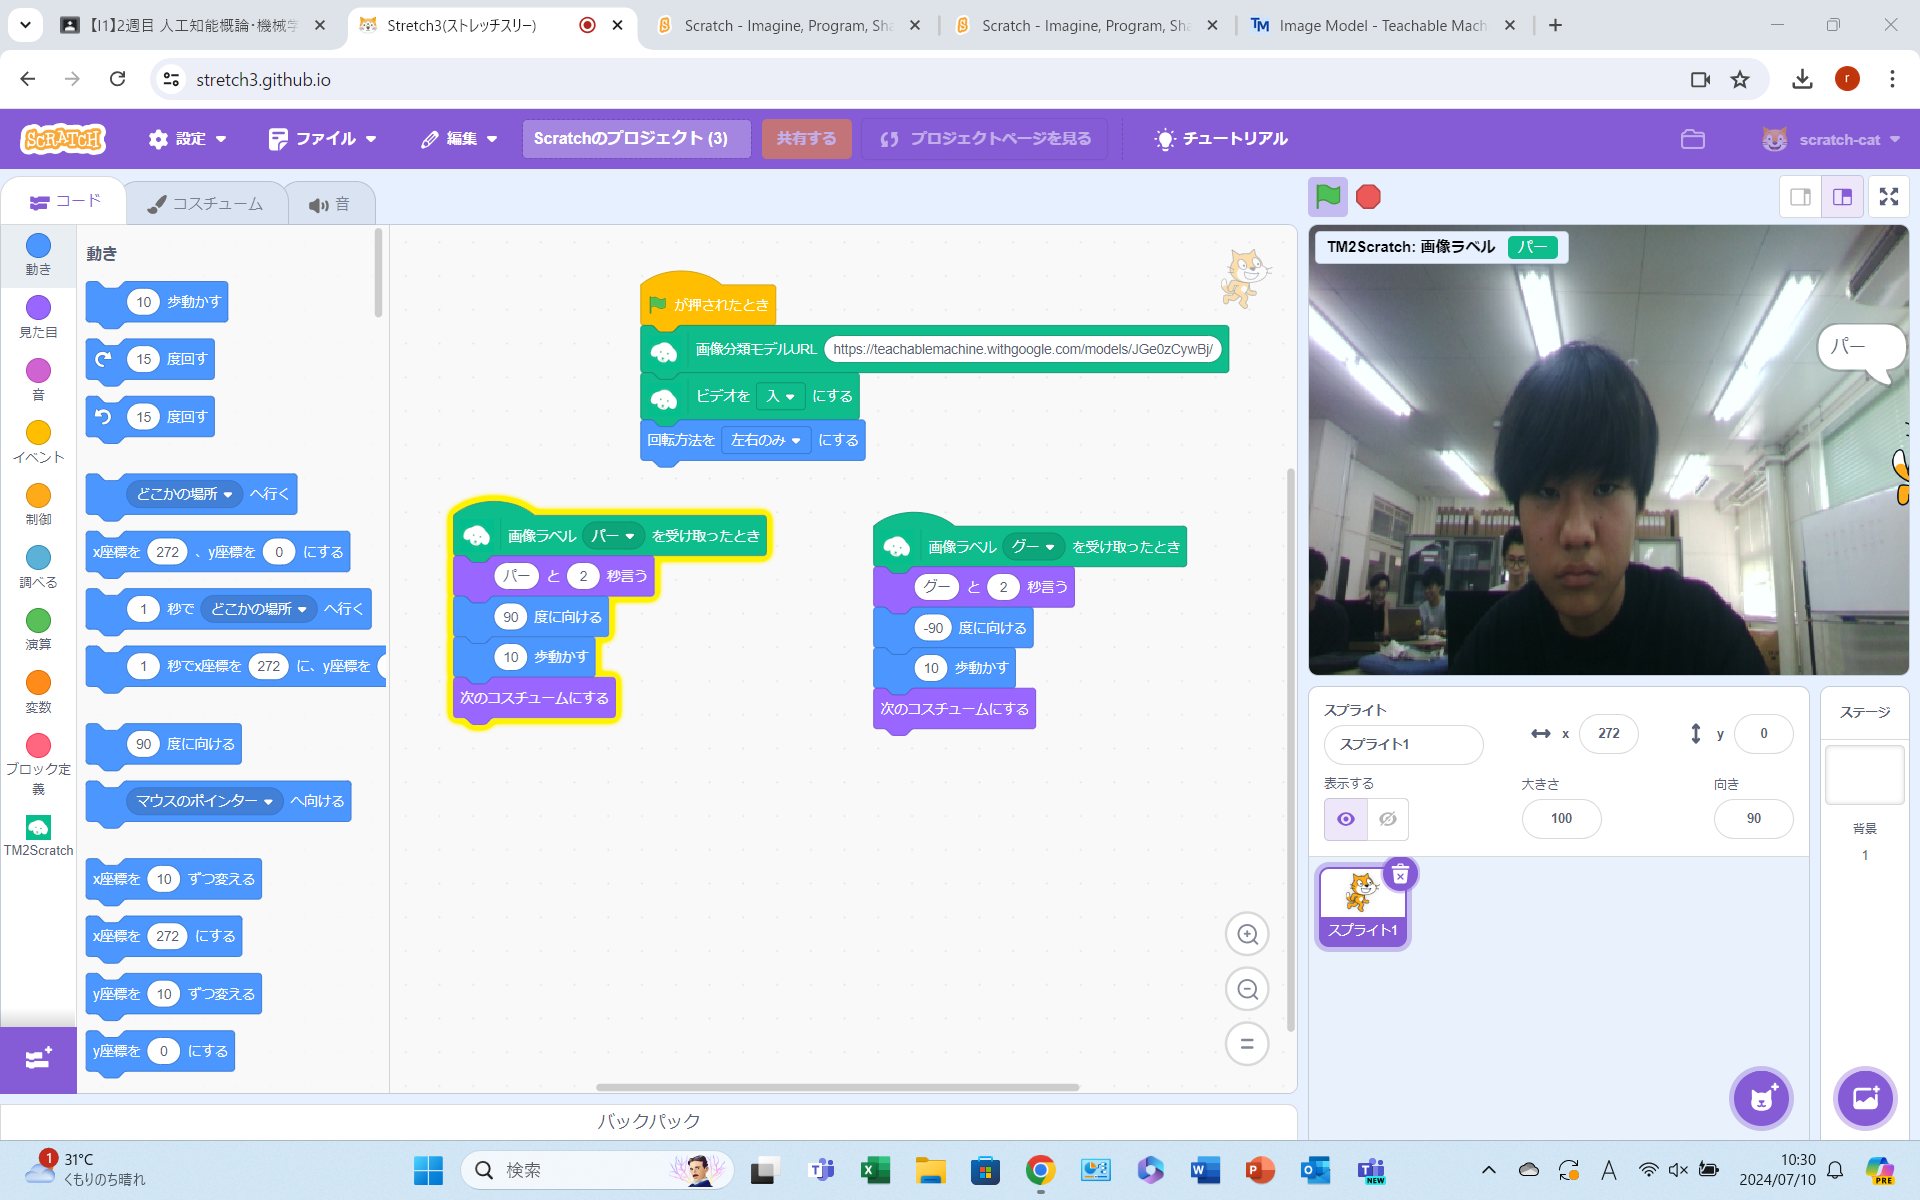 【I1】2週目 人工知能概論・機械学
Stretch3(ストレッチスリー)
Scratch - Imagine, Program, Sha
Scratch - Imagine, Program, Sha
Image Model - Teachable Mach
stretch3.github.io
r
SCRATCH
設定
ファイル
編集
Scratchのプロジェクト (3)
共有する
プロジェクトページを見る
チュートリアル
scratch-cat
コード
コスチューム
音
動き
見た目
音
イベント
制御
調べる
演算
変数
ブロック定義
TM2Scratch
動き
10 歩動かす
15 度回す
15 度回す
どこかの場所 へ行く
x座標を 272 、y座標を 0 にする
1 秒で どこかの場所 へ行く
1 秒でx座標を 272 に、y座標を
90 度に向ける
マウスのポインター へ向ける
x座標を 10 ずつ変える
x座標を 272 にする
y座標を 10 ずつ変える
y座標を 0 にする
が押されたとき
画像分類モデルURL https://teachablemachine.withgoogle.com/models/JGe0zCywBj/
ビデオを 入 にする
回転方法を 左右のみ にする
画像ラベル パー を受け取ったとき
パー と 2 秒言う
90 度に向ける
10 歩動かす
次のコスチュームにする
画像ラベル グー を受け取ったとき
グー と 2 秒言う
-90 度に向ける
10 歩動かす
次のコスチュームにする
バックパック
TM2Scratch: 画像ラベル パー
パー
スプライト
スプライト1
x 272
y 0
表示する
大きさ 100
向き 90
スプライト1
ステージ
背景
1
1
31°C
くもりのち晴れ
検索
NEW
A
10:30
2024/07/10
PRE